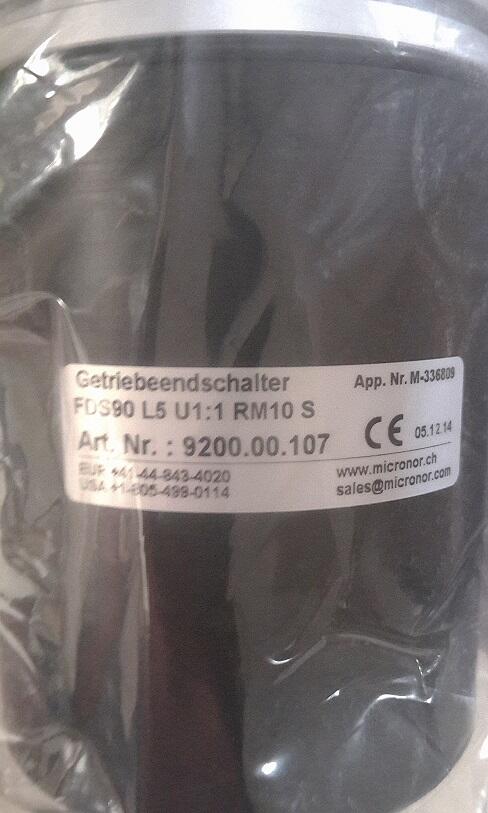 Getriebeendschalter
App. Nr. M-336809
FDS90 L5 U1:1 RM10 S
CE 05.12.14
Art. Nr. : 9200.00.107
EUR +41-44-843-4020
www.micronor.ch
USA +1-805-499-0114
sales@micronor.com